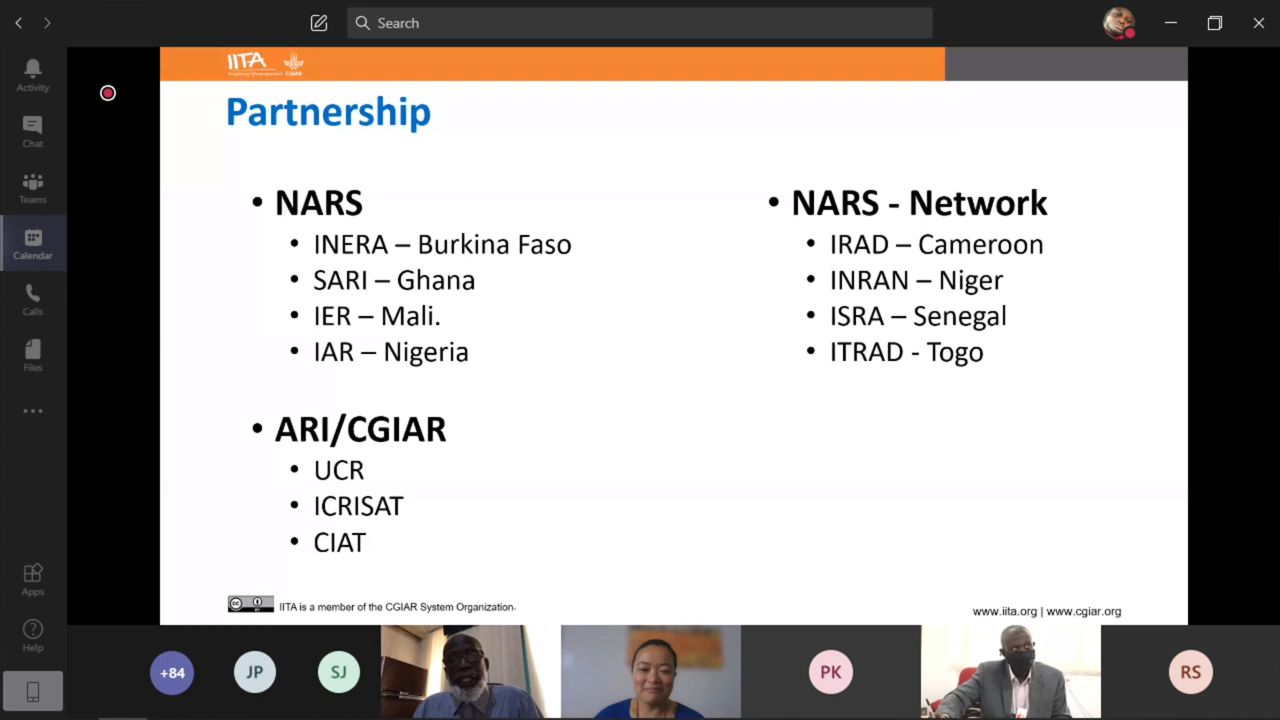 Search
Activity
Chat
Teams
Calendar
Calls
Files
Apps
Help
IITA
CGIAR
Partnership
• NARS
• INERA – Burkina Faso
• SARI – Ghana
• IER – Mali.
• IAR – Nigeria
• ARI/CGIAR
• UCR
• ICRISAT
• CIAT
• NARS - Network
• IRAD – Cameroon
• INRAN – Niger
• ISRA – Senegal
• ITRAD - Togo
IITA is a member of the CGIAR System Organization.
www.iita.org | www.cgiar.org
+84
JP
SJ
PK
RS